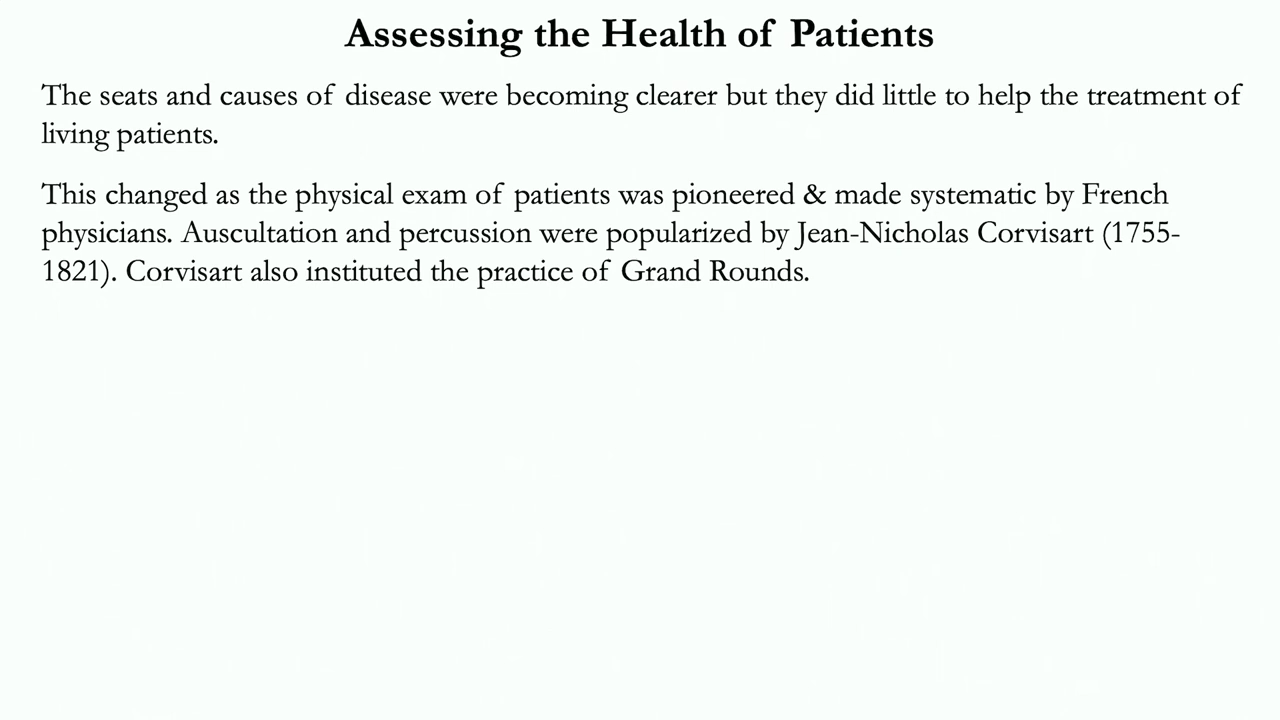 Assessing the Health of Patients
The seats and causes of disease were becoming clearer but they did little to help the treatment of
living patients.
This changed as the physical exam of patients was pioneered & made systematic by French
physicians. Auscultation and percussion were popularized by Jean-Nicholas Corvisart (1755-
1821). Corvisart also instituted the practice of Grand Rounds.